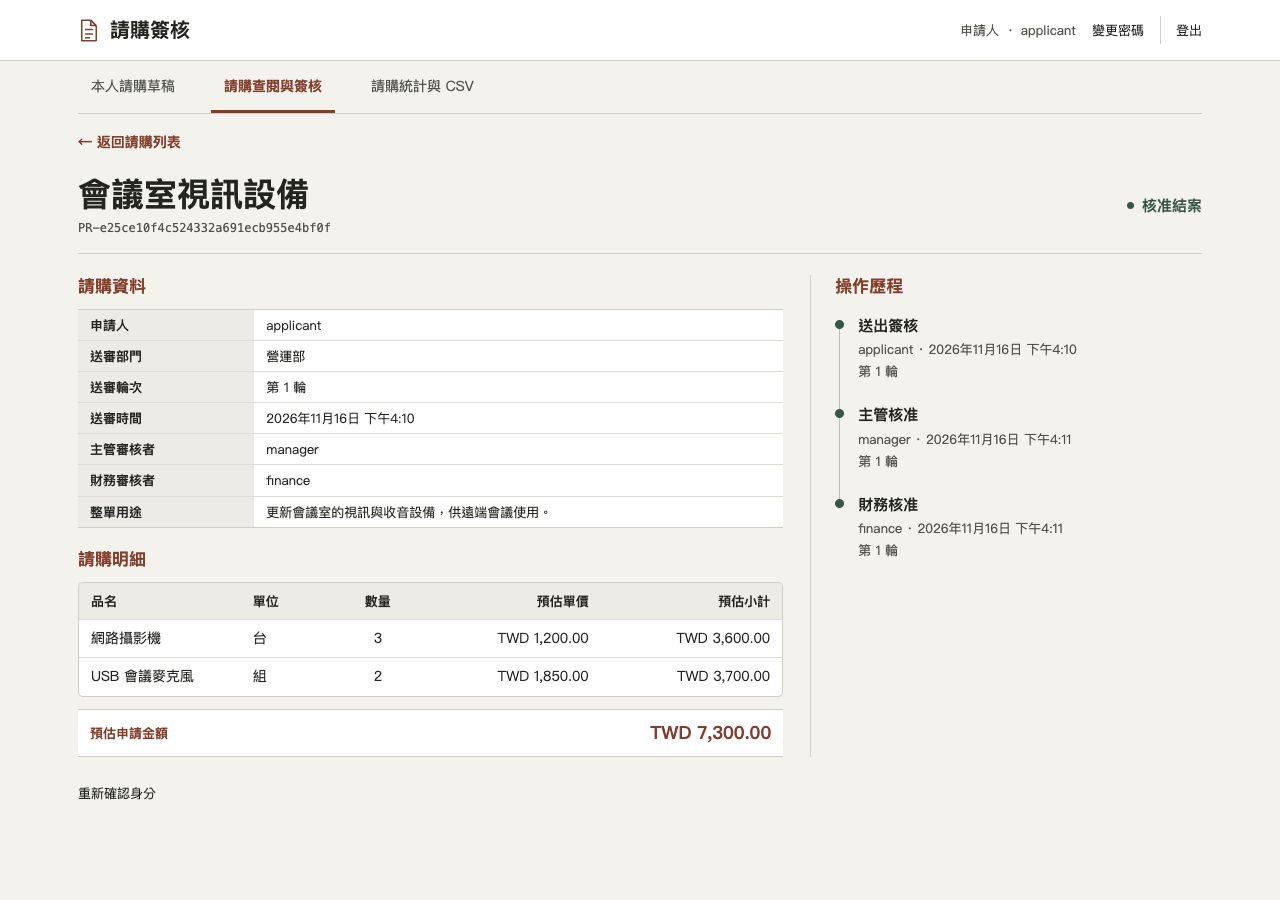 請購簽核
申請人 · applicant 變更密碼 登出
本人請購草稿 請購查閱與簽核 請購統計與 CSV
← 返回請購列表
會議室視訊設備
PR-e25ce10f4c524332a691ecb955e4bf0f
核准結案
請購資料
申請人 applicant
送審部門 營運部
送審輪次 第 1 輪
送審時間 2026年11月16日 下午4:10
主管審核者 manager
財務審核者 finance
整單用途 更新會議室的視訊與收音設備，供遠端會議使用。
請購明細
品名 單位 數量 預估單價 預估小計
網路攝影機 台 3 TWD 1,200.00 TWD 3,600.00
USB 會議麥克風 組 2 TWD 1,850.00 TWD 3,700.00
預估申請金額 TWD 7,300.00
重新確認身分
操作歷程
送出簽核
applicant · 2026年11月16日 下午4:10
第 1 輪
主管核准
manager · 2026年11月16日 下午4:11
第 1 輪
財務核准
finance · 2026年11月16日 下午4:11
第 1 輪